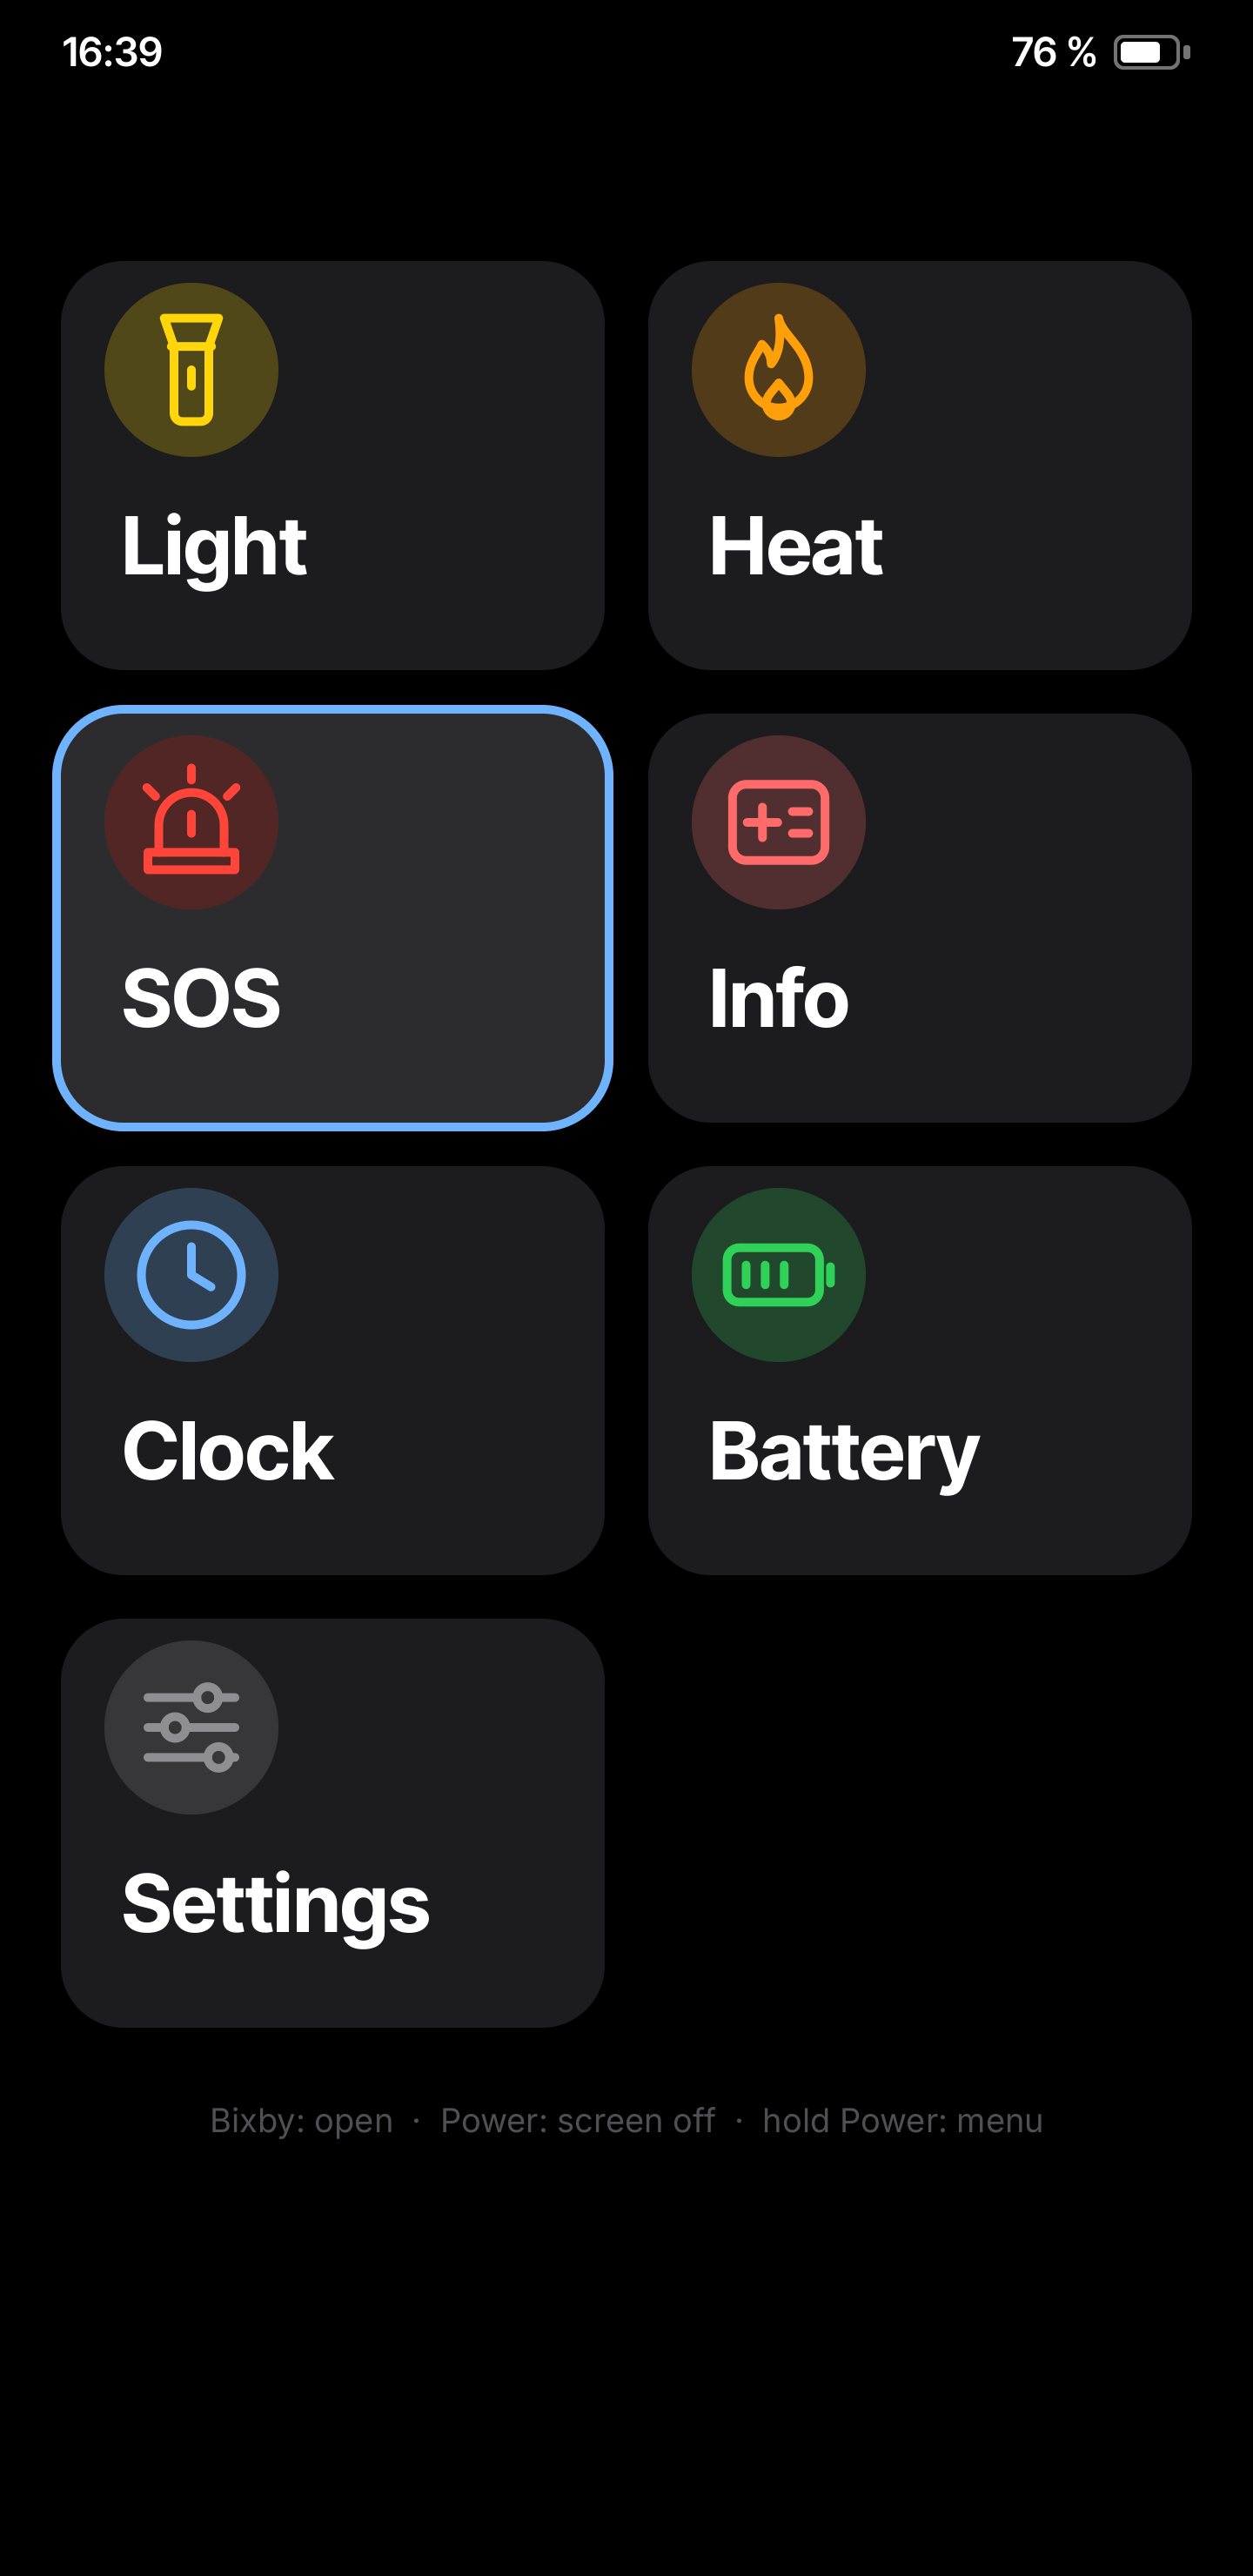 16:39 76 %
Light
Heat
SOS
Info
Clock
Battery
Settings
Bixby: open · Power: screen off · hold Power: menu